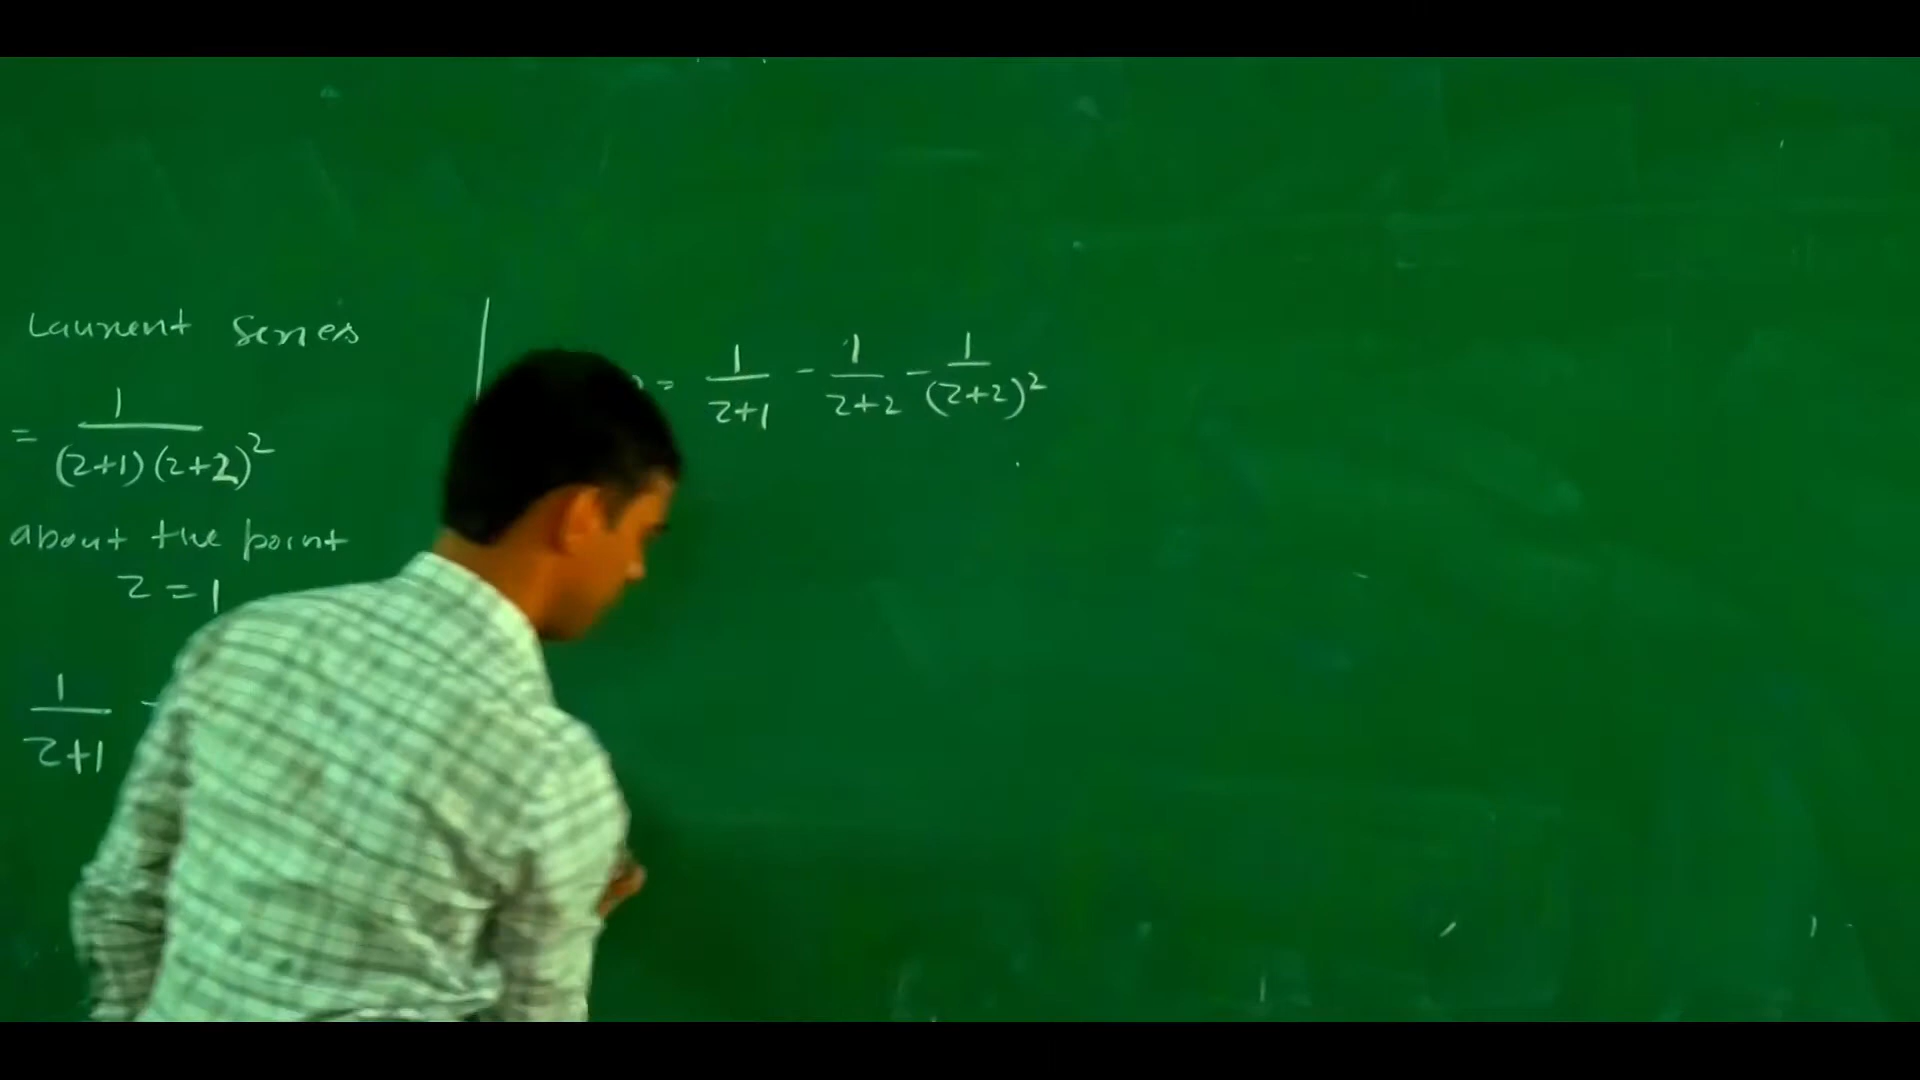 Laurent Series
= 1/(z+1)(z+2)²
about the point
z = 1
1/z+1 -
= 1/z+1 - 1/z+2 - 1/(z+2)²